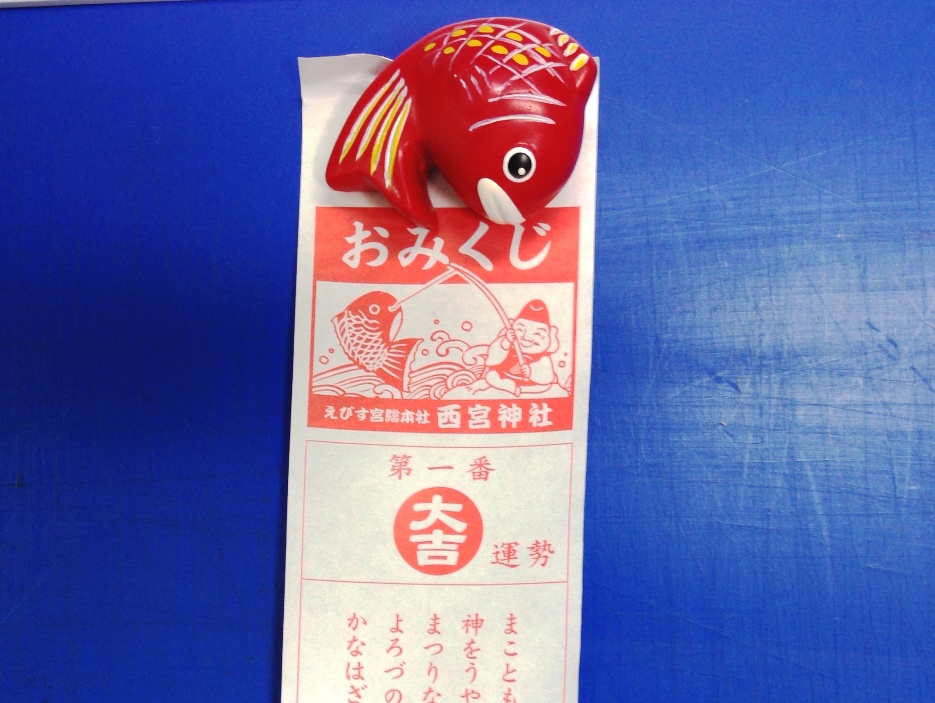 おみくじ
えびす宮総本社 西宮神社
第一番
大吉
運勢
まことも
神をうや
まつりな
よろづの
かなはざ